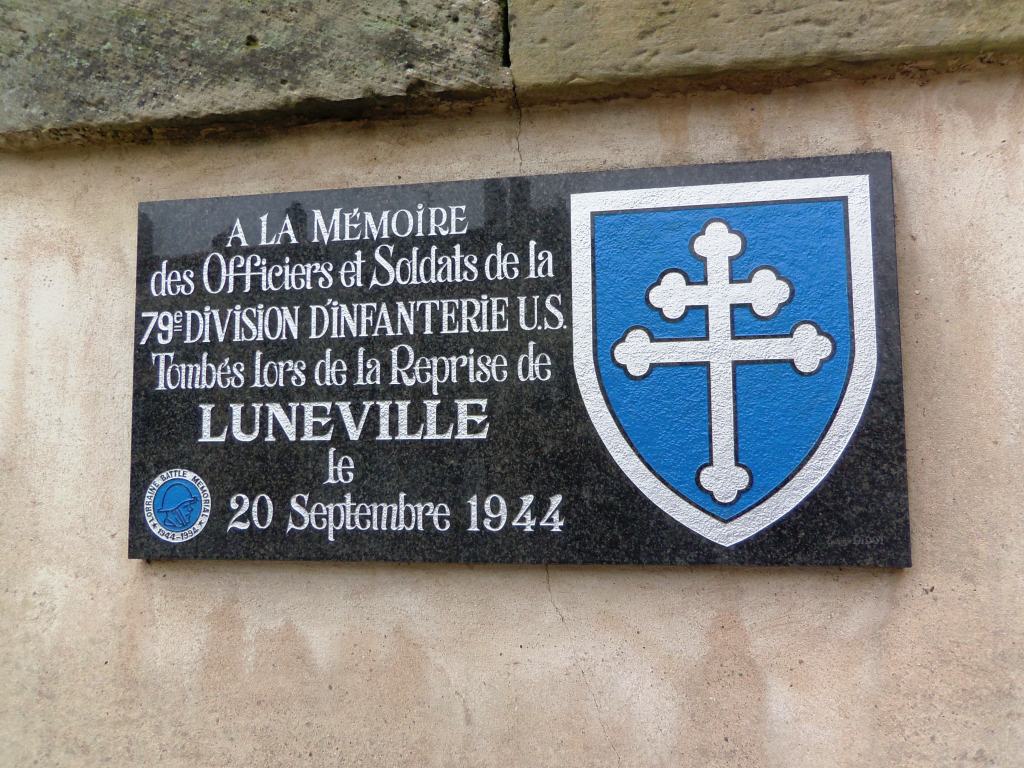 A LA MÉMOIRE
des Officiers et Soldats de la
79e DIVISION D'INFANTERIE U.S.
Tombés lors de la Reprise de
LUNEVILLE
le
20 Septembre 1944
LORRAINE BATTLE MEMORIAL
★ 1944-1994 ★